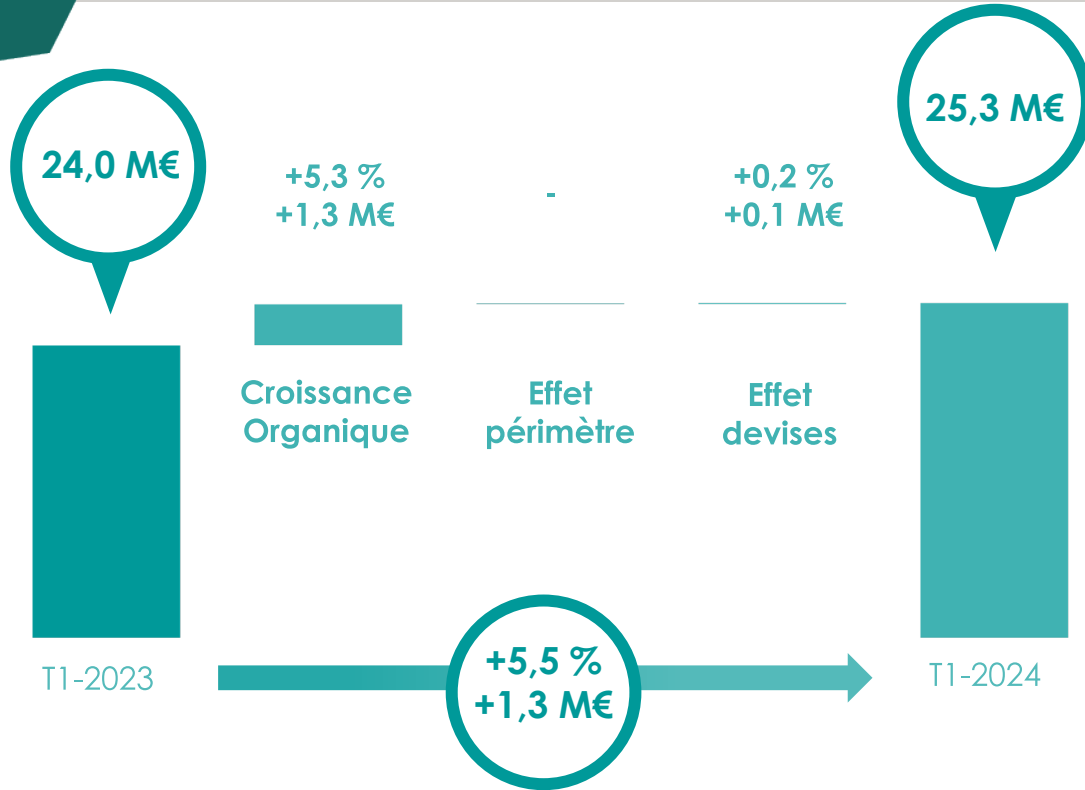 24,0 M€
25,3 M€
+5,3 %
+1,3 M€
-
+0,2 %
+0,1 M€
Croissance
Organique
Effet
périmètre
Effet
devises
T1-2023
+5,5 %
+1,3 M€
T1-2024